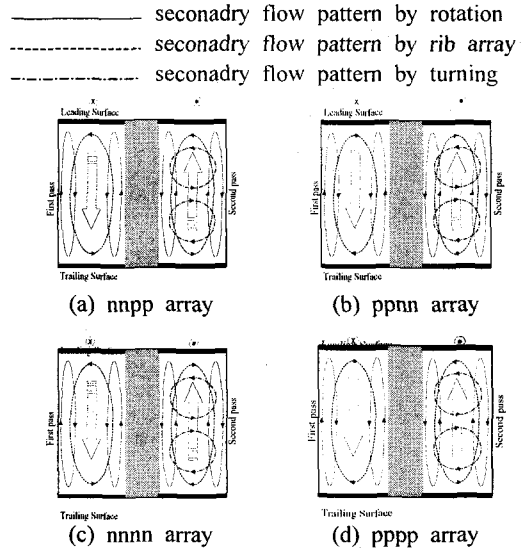 seconadry flow pattern by rotation
seconadry flow pattern by rib array
seconadry flow pattern by turning
Leading Surface
First pass
Second pass
Trailing Surface
(a) nnpp array
Leading Surface
First pass
Second pass
Trailing Surface
(b) ppnn array
First pass
Second pass
Trailing Surface
(c) nnnn array
Leading Surface
First pass
Second pass
Trailing Surface
(d) pppp array